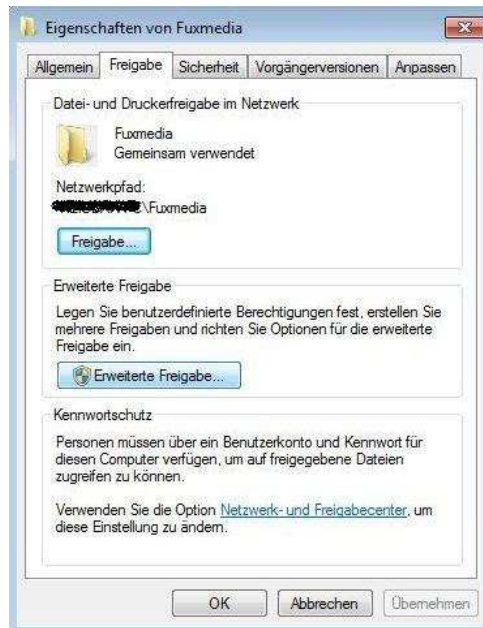 Eigenschaften von Fuxmedia
Allgemein Freigabe Sicherheit Vorgängerversionen Anpassen
Datei- und Druckerfreigabe im Netzwerk
Fuxmedia
Gemeinsam verwendet
Netzwerkpfad:
\Fuxmedia
Freigabe...
Erweiterte Freigabe
Legen Sie benutzerdefinierte Berechtigungen fest, erstellen Sie
mehrere Freigaben und richten Sie Optionen für die erweiterte
Freigabe ein.
Erweiterte Freigabe...
Kennwortschutz
Personen müssen über ein Benutzerkonto und Kennwort für
diesen Computer verfügen, um auf freigegebene Dateien
zugreifen zu können.
Verwenden Sie die Option Netzwerk- und Freigabecenter, um
diese Einstellung zu ändern.
OK Abbrechen Übernehmen